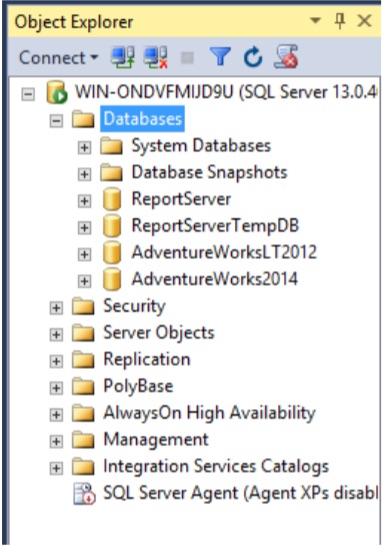 Object Explorer
Connect
WIN-ONDVFMIJD9U (SQL Server 13.0.4
Databases
System Databases
Database Snapshots
ReportServer
ReportServerTempDB
AdventureWorksLT2012
AdventureWorks2014
Security
Server Objects
Replication
PolyBase
AlwaysOn High Availability
Management
Integration Services Catalogs
SQL Server Agent (Agent XPs disabl